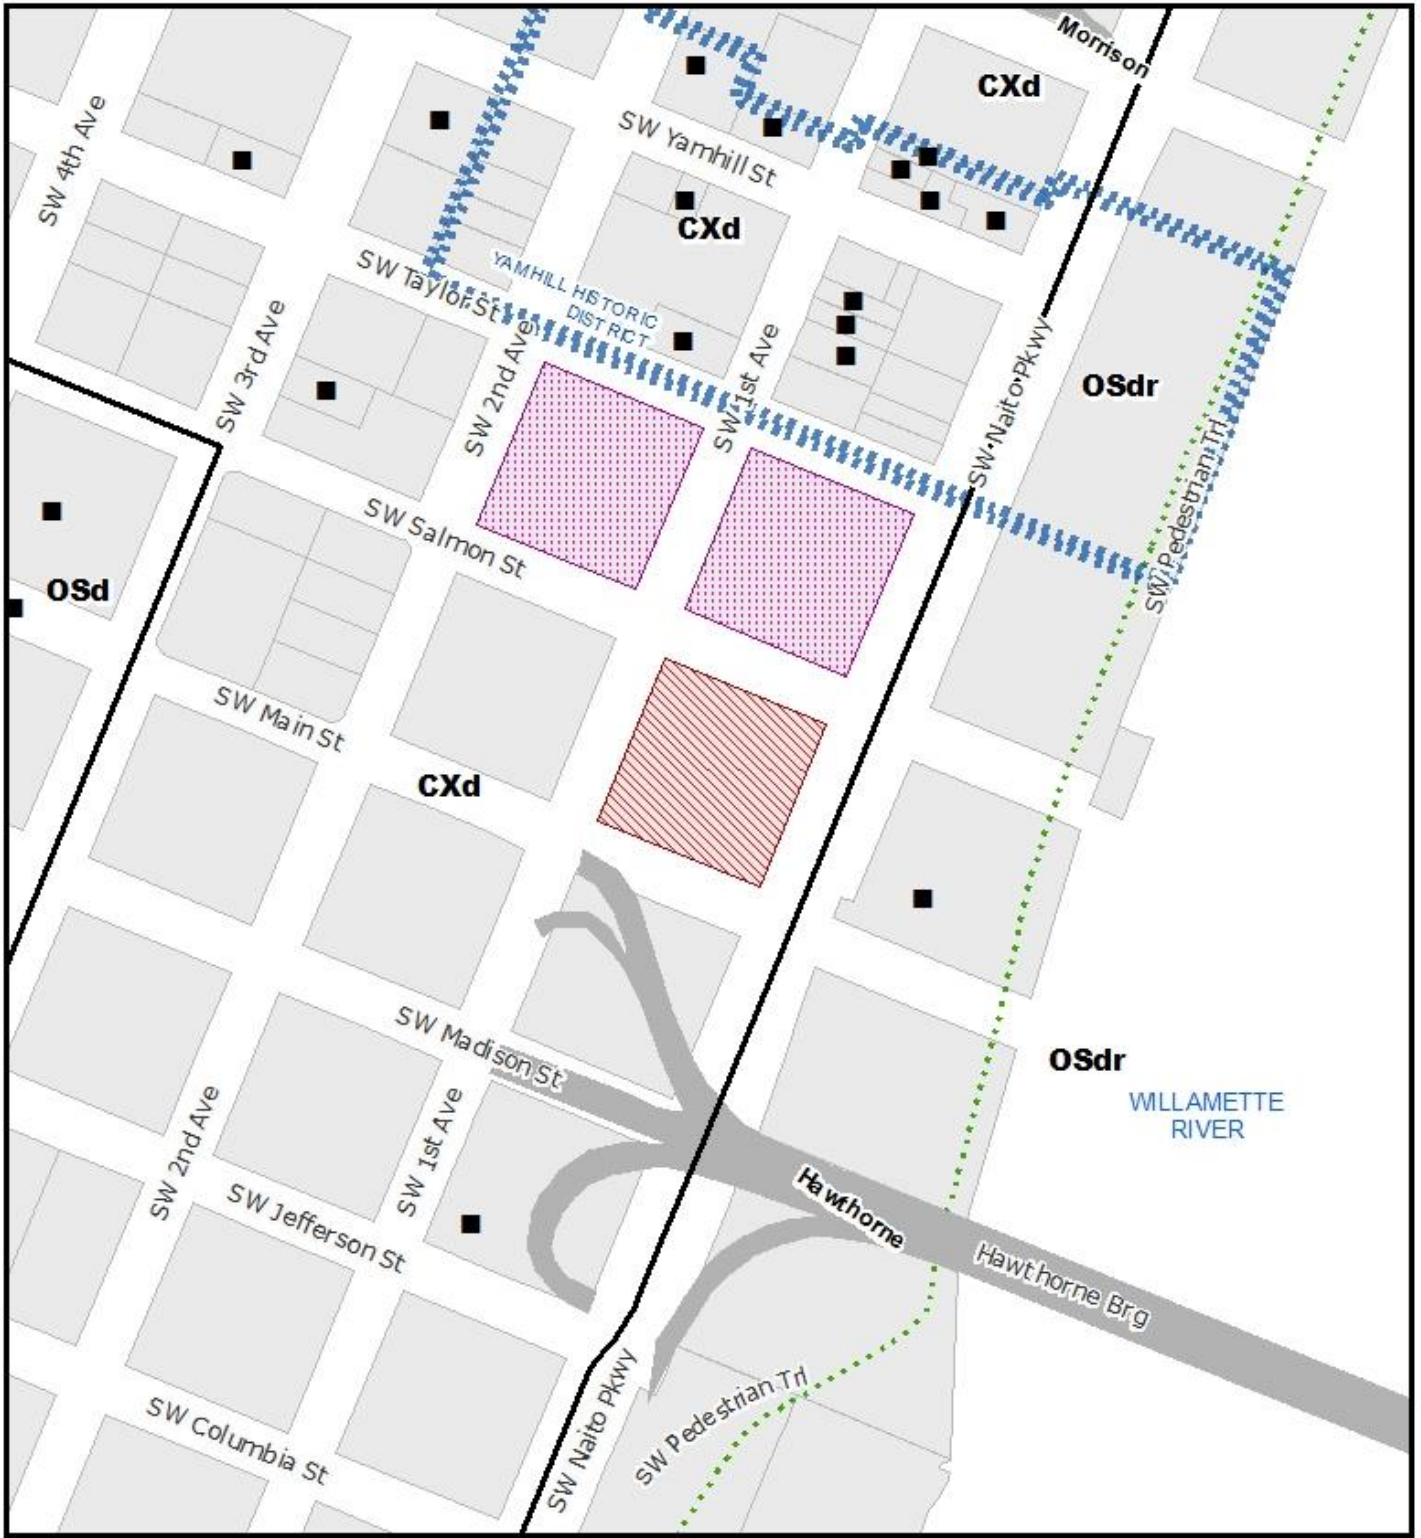 Morrison
CXd
SW 4th Ave
SW Yamhill St
CXd
SW Taylor St
YAMHILL HISTORIC
DISTRICT
SW 3rd Ave
SW 2nd Ave
SW 1st Ave
SW Naito Pkwy
OSdr
SW Pedestrian Trl
SW Salmon St
OSd
SW Main St
CXd
SW Madison St
OSdr
WILLAMETTE
RIVER
SW 2nd Ave
SW 1st Ave
SW Jefferson St
Hawthorne
Hawthorne Brg
SW Naito Pkwy
SW Pedestrian Trl
SW Columbia St